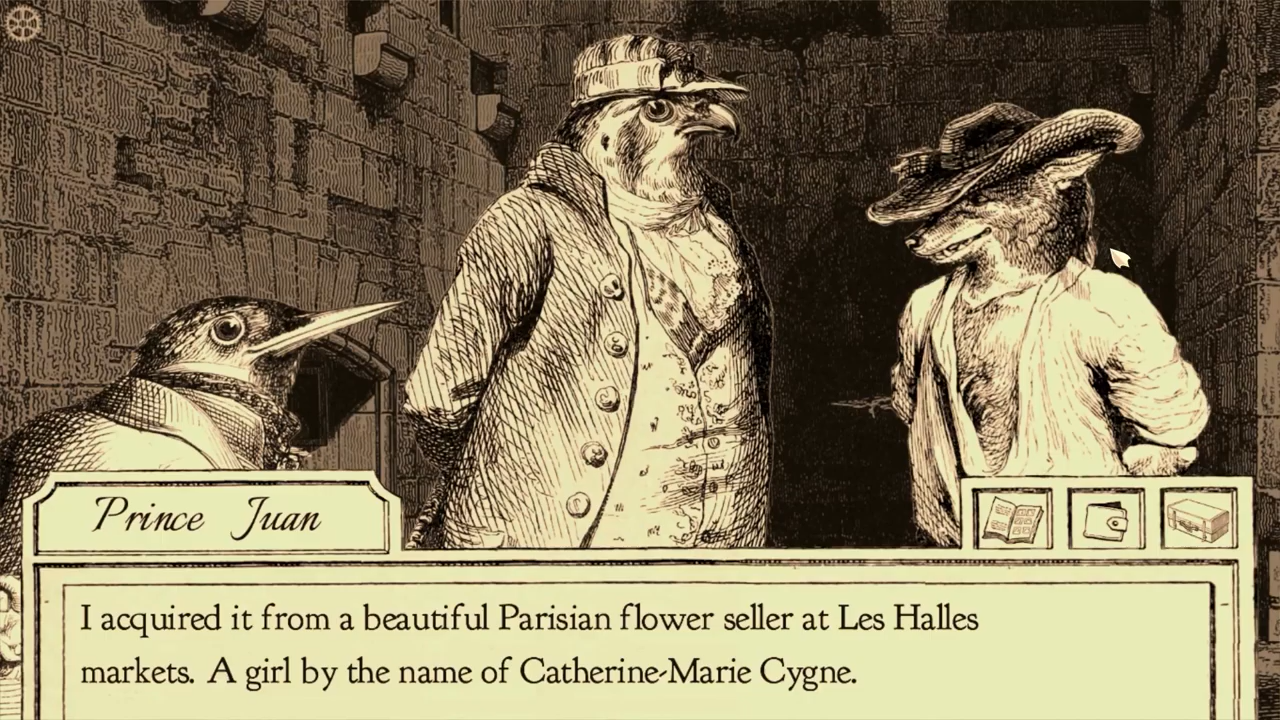 Prince Juan
I acquired it from a beautiful Parisian flower seller at Les Halles
markets. A girl by the name of Catherine-Marie Cygne.